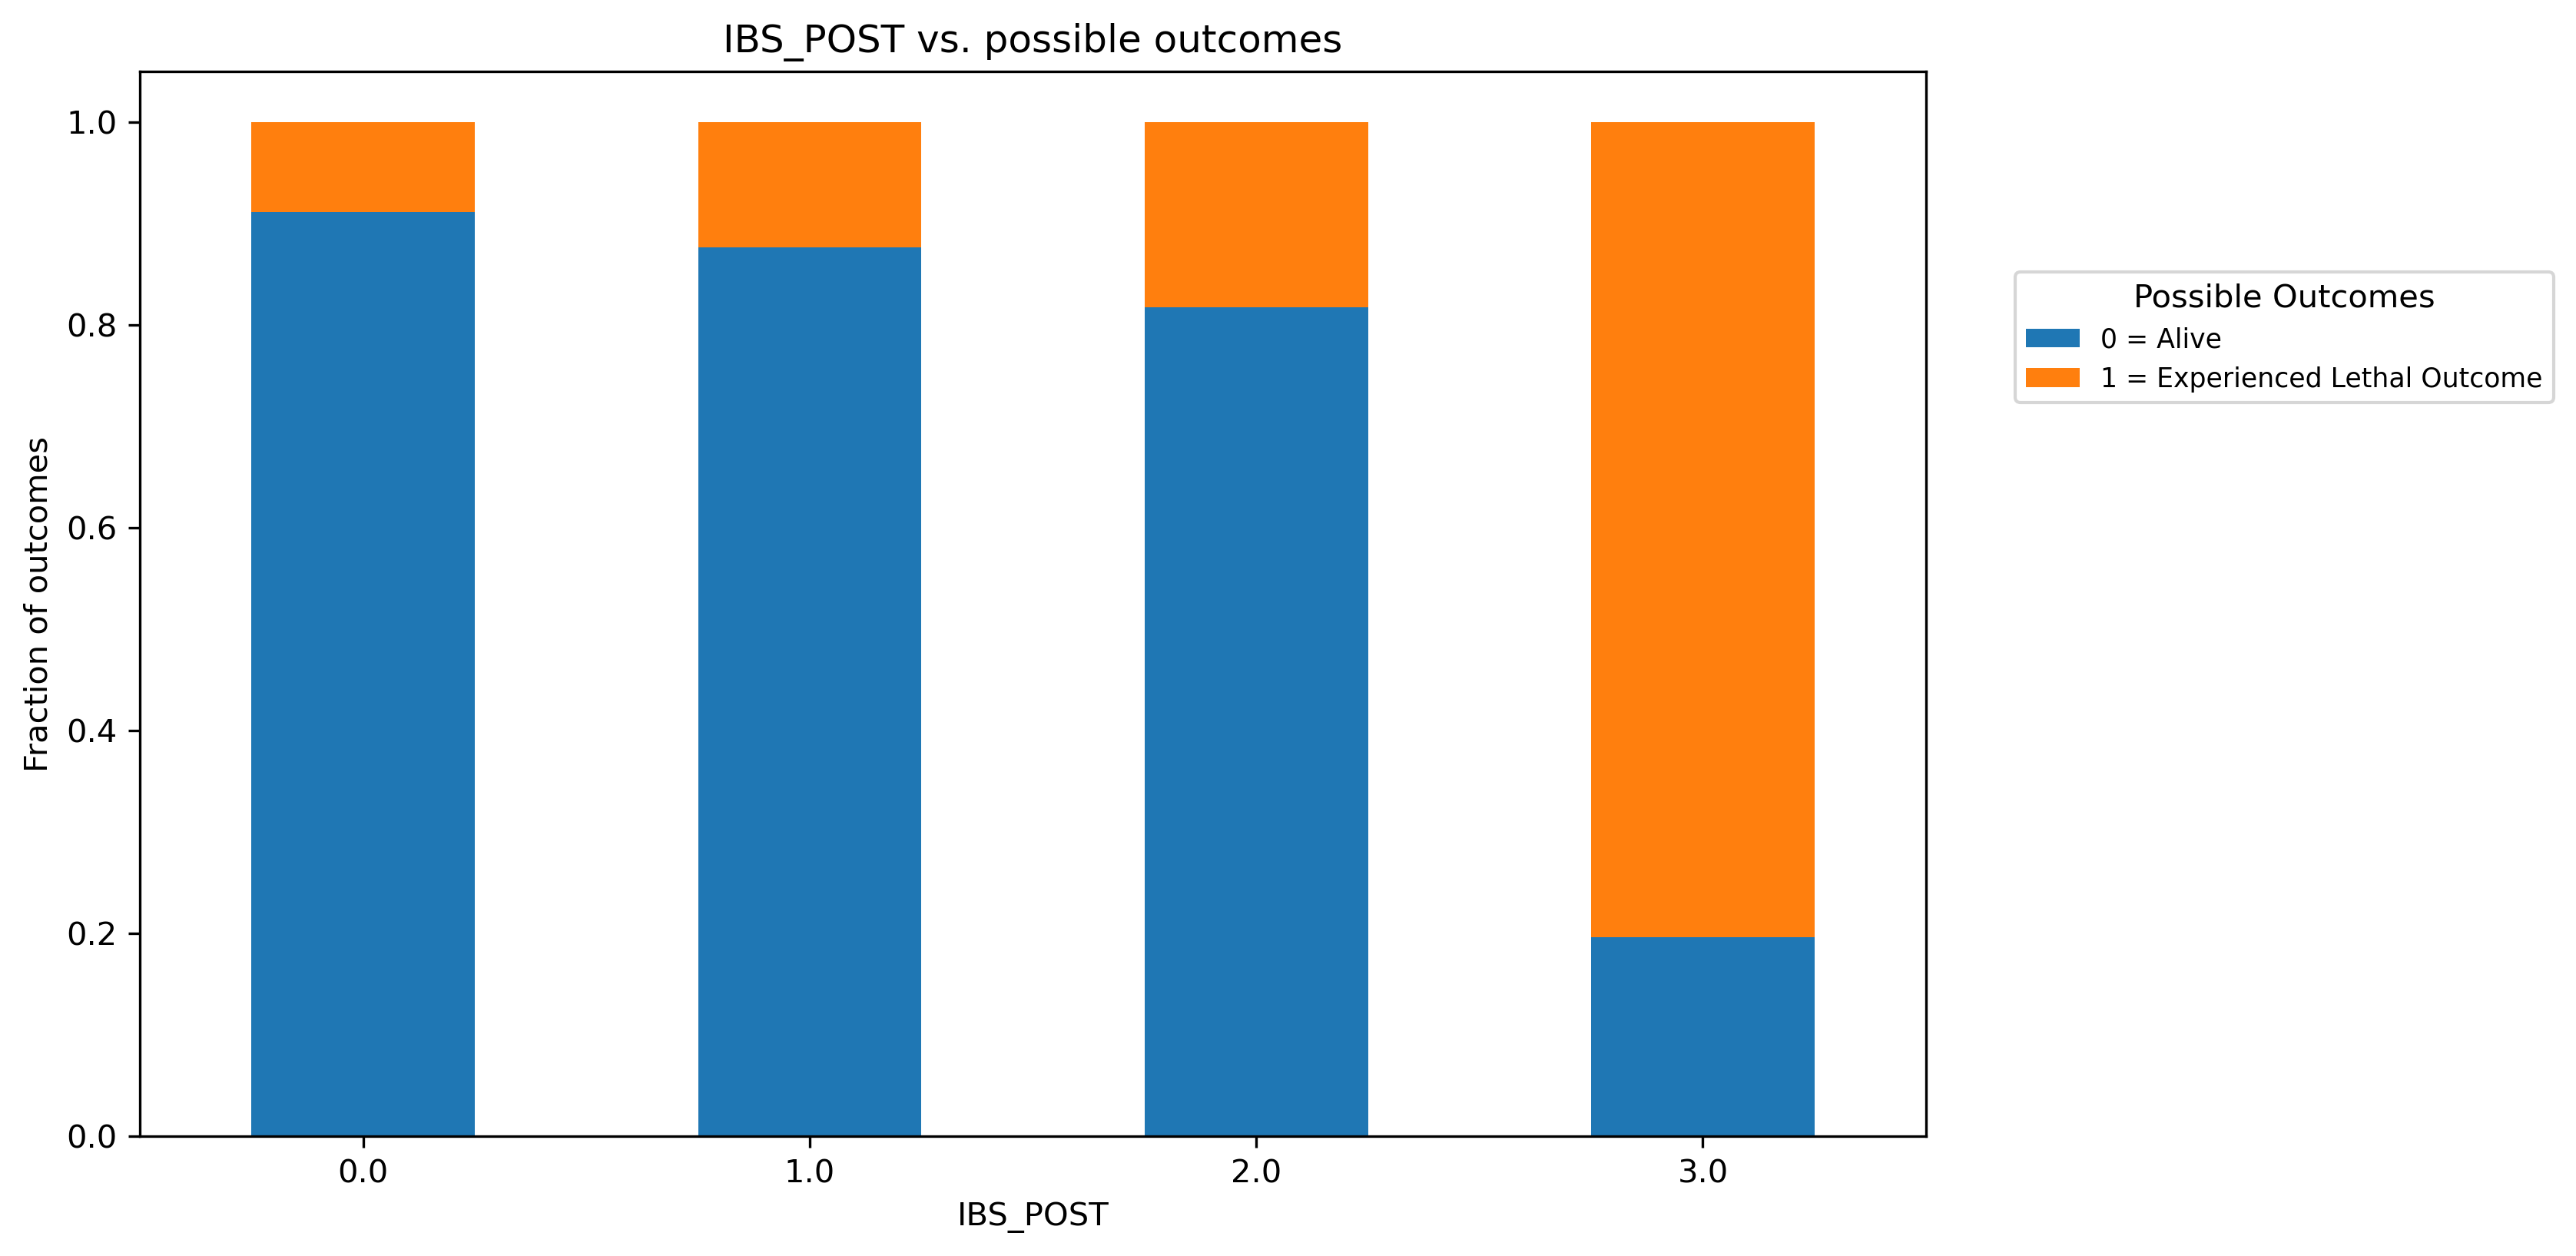 IBS_POST vs. possible outcomes
Fraction of outcomes
1.0
0.8
0.6
0.4
0.2
0.0
0.0 1.0 2.0 3.0
IBS_POST
Possible Outcomes
0 = Alive
1 = Experienced Lethal Outcome